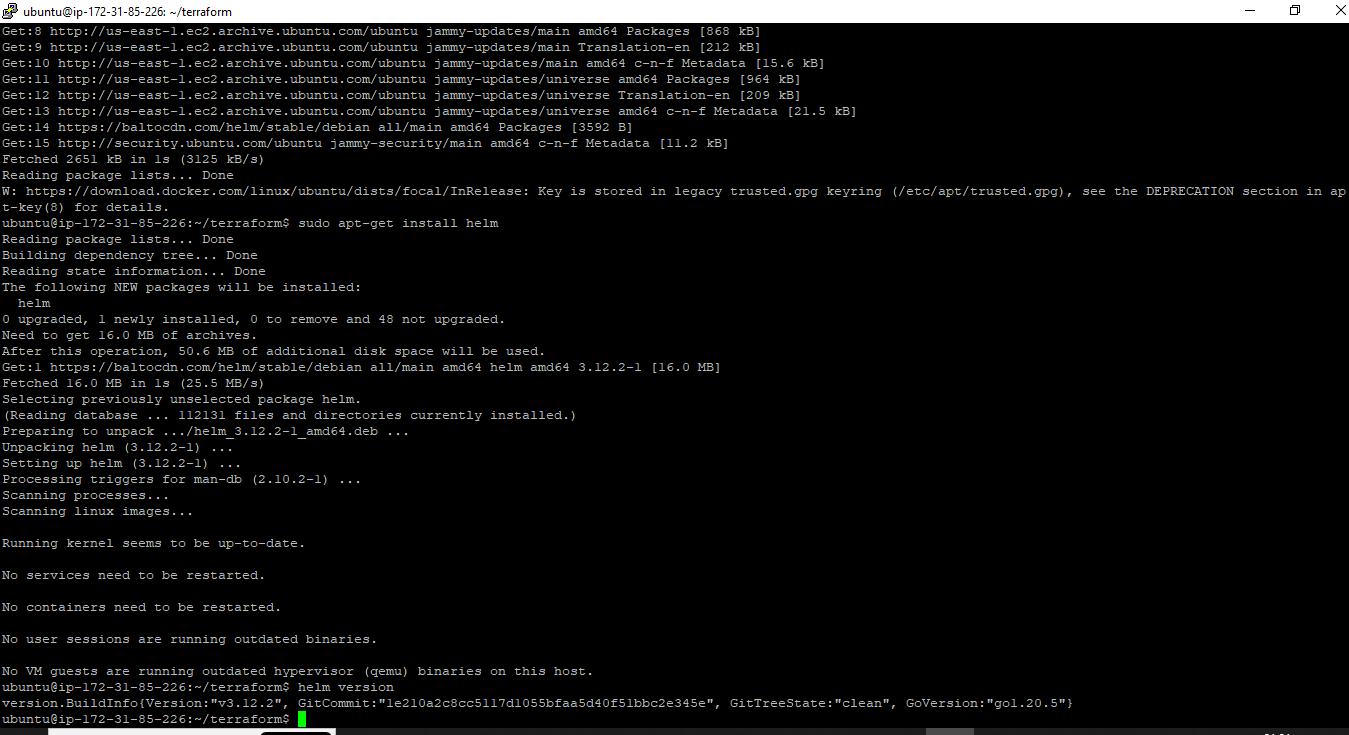 ubuntu@ip-172-31-85-226: ~/terraform
Get:8 http://us-east-1.ec2.archive.ubuntu.com/ubuntu jammy-updates/main amd64 Packages [868 kB]
Get:9 http://us-east-1.ec2.archive.ubuntu.com/ubuntu jammy-updates/main Translation-en [212 kB]
Get:10 http://us-east-1.ec2.archive.ubuntu.com/ubuntu jammy-updates/main amd64 c-n-f Metadata [15.6 kB]
Get:11 http://us-east-1.ec2.archive.ubuntu.com/ubuntu jammy-updates/universe amd64 Packages [964 kB]
Get:12 http://us-east-1.ec2.archive.ubuntu.com/ubuntu jammy-updates/universe Translation-en [209 kB]
Get:13 http://us-east-1.ec2.archive.ubuntu.com/ubuntu jammy-updates/universe amd64 c-n-f Metadata [21.5 kB]
Get:14 https://baltocdn.com/helm/stable/debian all/main amd64 Packages [3592 B]
Get:15 http://security.ubuntu.com/ubuntu jammy-security/main amd64 c-n-f Metadata [11.2 kB]
Fetched 2651 kB in 1s (3125 kB/s)
Reading package lists... Done
W: https://download.docker.com/linux/ubuntu/dists/focal/InRelease: Key is stored in legacy trusted.gpg keyring (/etc/apt/trusted.gpg), see the DEPRECATION section in ap
t-key(8) for details.
ubuntu@ip-172-31-85-226:~/terraform$ sudo apt-get install helm
Reading package lists... Done
Building dependency tree... Done
Reading state information... Done
The following NEW packages will be installed:
  helm
0 upgraded, 1 newly installed, 0 to remove and 48 not upgraded.
Need to get 16.0 MB of archives.
After this operation, 50.6 MB of additional disk space will be used.
Get:1 https://baltocdn.com/helm/stable/debian all/main amd64 helm amd64 3.12.2-1 [16.0 MB]
Fetched 16.0 MB in 1s (25.5 MB/s)
Selecting previously unselected package helm.
(Reading database ... 112131 files and directories currently installed.)
Preparing to unpack .../helm_3.12.2-1_amd64.deb ...
Unpacking helm (3.12.2-1) ...
Setting up helm (3.12.2-1) ...
Processing triggers for man-db (2.10.2-1) ...
Scanning processes...
Scanning linux images...
Running kernel seems to be up-to-date.
No services need to be restarted.
No containers need to be restarted.
No user sessions are running outdated binaries.
No VM guests are running outdated hypervisor (qemu) binaries on this host.
ubuntu@ip-172-31-85-226:~/terraform$ helm version
version.BuildInfo{Version:"v3.12.2", GitCommit:"1e210a2c8cc5117d1055bfaa5d40f51bbc2e345e", GitTreeState:"clean", GoVersion:"go1.20.5"}
ubuntu@ip-172-31-85-226:~/terraform$